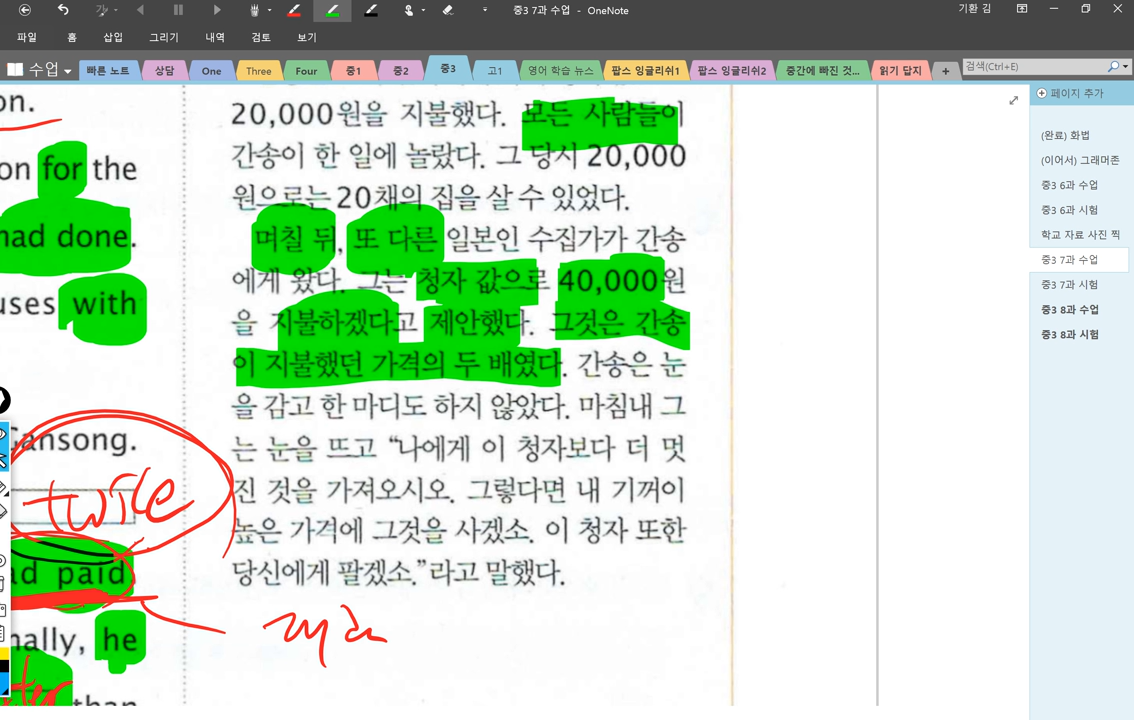 중3 7과 수업 - OneNote
기환 김
파일 홈 삽입 그리기 내역 검토 보기
수업 빠른 노트 상담 One Three Four 중1 중2 중3 고1 영어 학습 뉴스 팝스 잉글리쉬1 팝스 잉글리쉬2 중간에 빠진 것... 읽기 답지 + 검색(Ctrl+E)
페이지 추가
(완료) 화법
(이어서) 그래머존
중3 6과 수업
중3 6과 시험
학교 자료 사진 찍
중3 7과 수업
중3 7과 시험
중3 8과 수업
중3 8과 시험
on.
on for the
had done.
uses with
Gansong.
twice
ad paid.
nally, he
than
20,000원을 지불했다. 모든 사람들이
간송이 한 일에 놀랐다. 그 당시 20,000
원으로는 20채의 집을 살 수 있었다.
며칠 뒤, 또 다른 일본인 수집가가 간송
에게 왔다. 그는 청자 값으로 40,000원
을 지불하겠다고 제안했다. 그것은 간송
이 지불했던 가격의 두 배였다. 간송은 눈
을 감고 한 마디도 하지 않았다. 마침내 그
는 눈을 뜨고 “나에게 이 청자보다 더 멋
진 것을 가져오시오. 그렇다면 내 기꺼이
높은 가격에 그것을 사겠소. 이 청자 또한
당신에게 팔겠소.”라고 말했다.